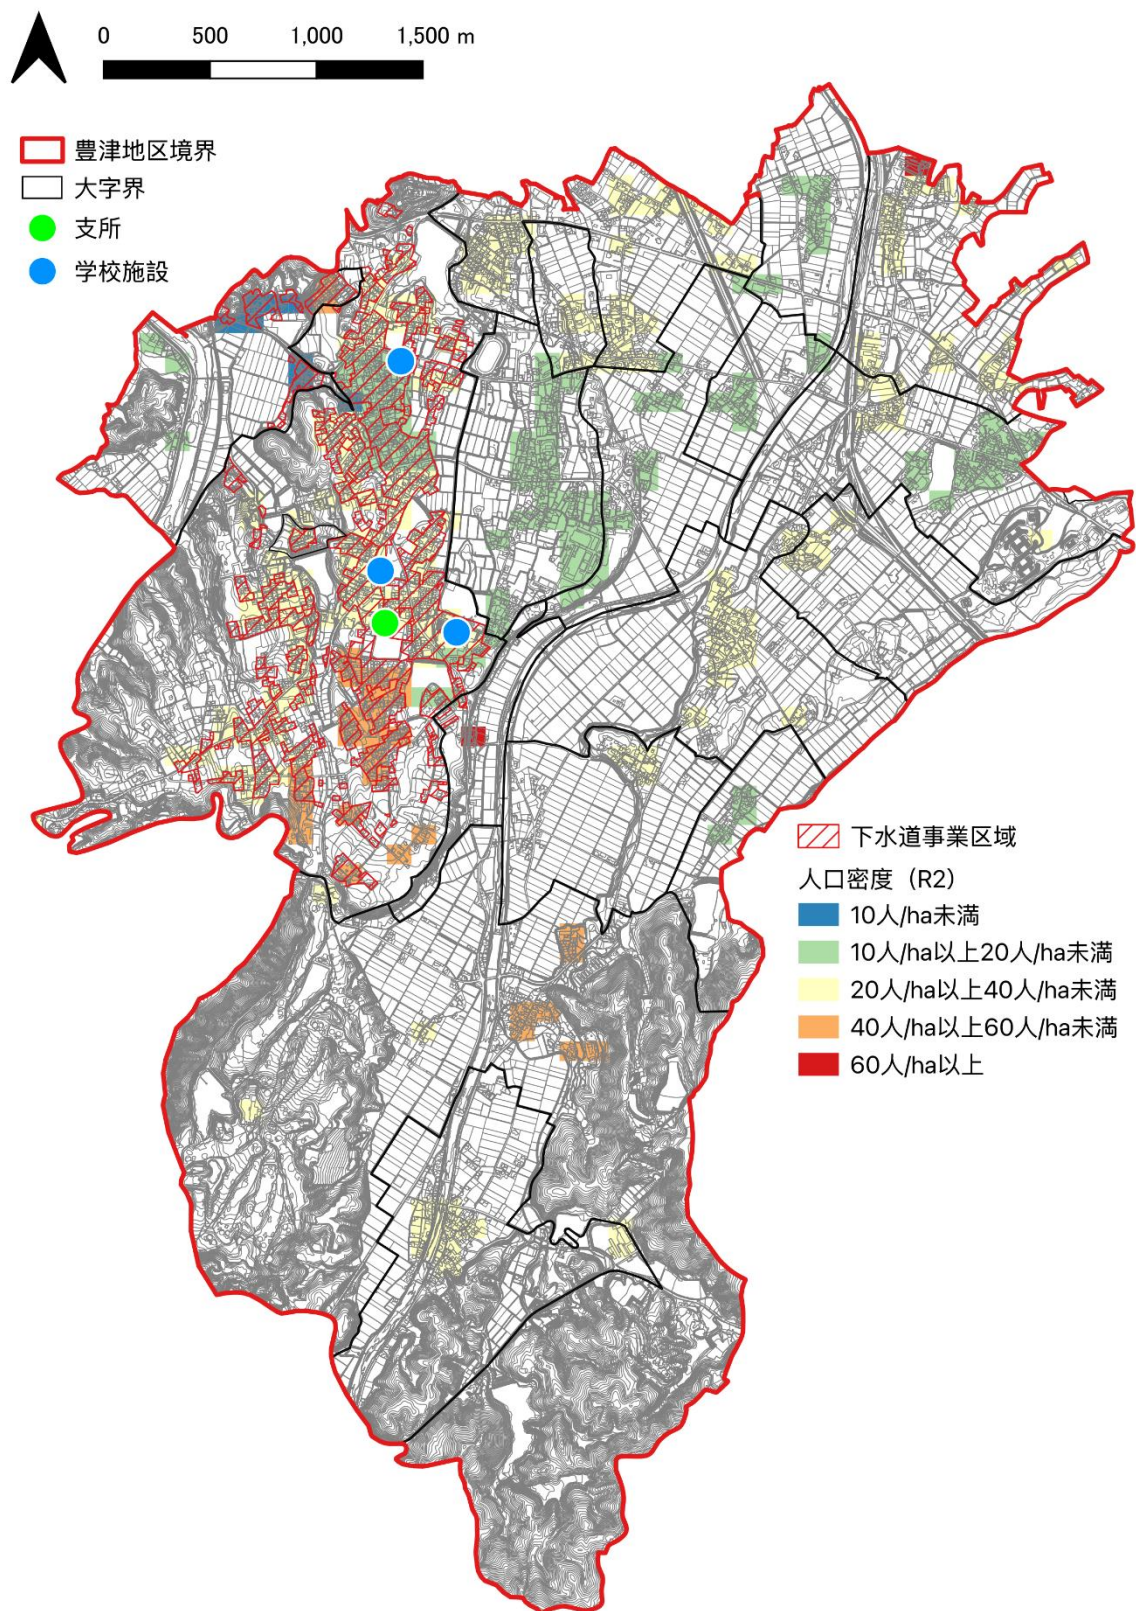 0 500 1,000 1,500 m
豊津地区境界
大字界
支所
学校施設
下水道事業区域
人口密度（R2）
10人/ha未満
10人/ha以上20人/ha未満
20人/ha以上40人/ha未満
40人/ha以上60人/ha未満
60人/ha以上